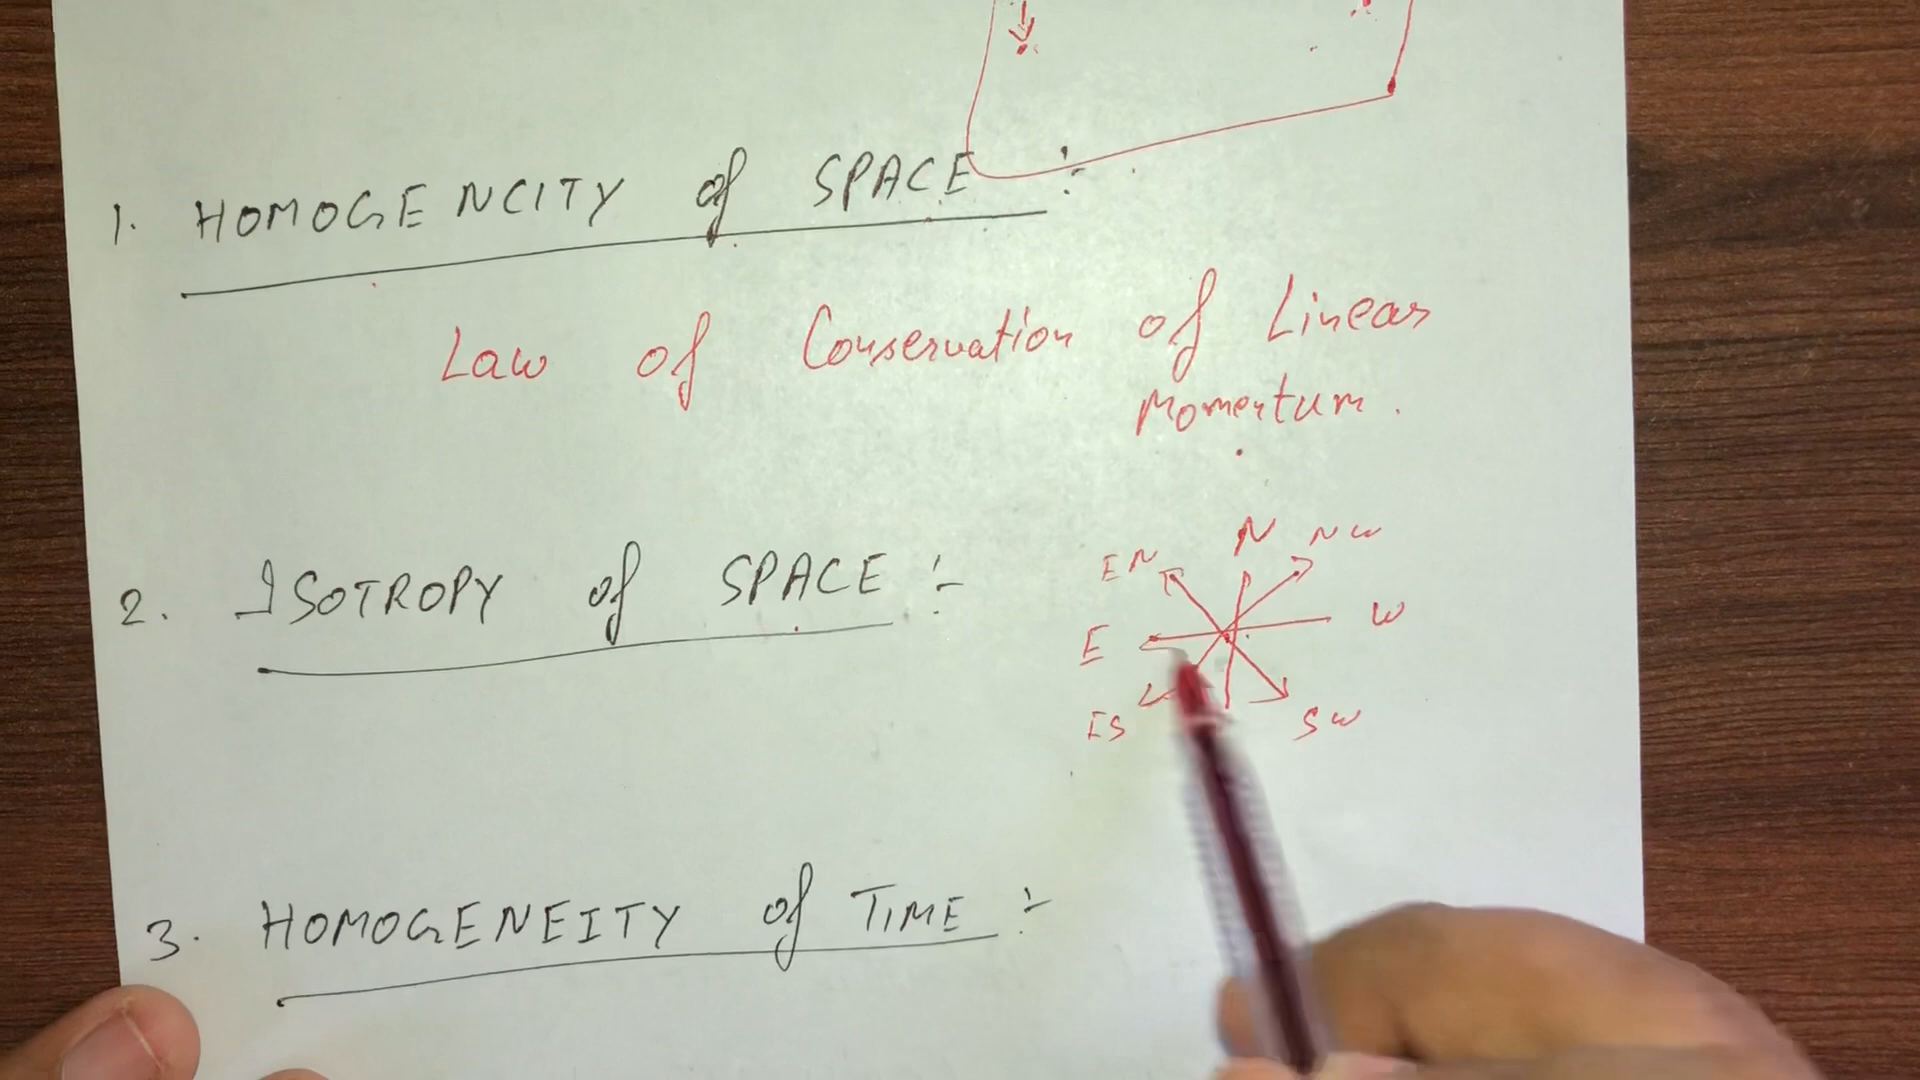 1. HOMOGENCITY of SPACE :-
Law of Conservation of Linear
Momentum.
2. ISOTROPY of SPACE :-
N NW
EN
E W
ES SW
3. HOMOGENEITY of TIME :-